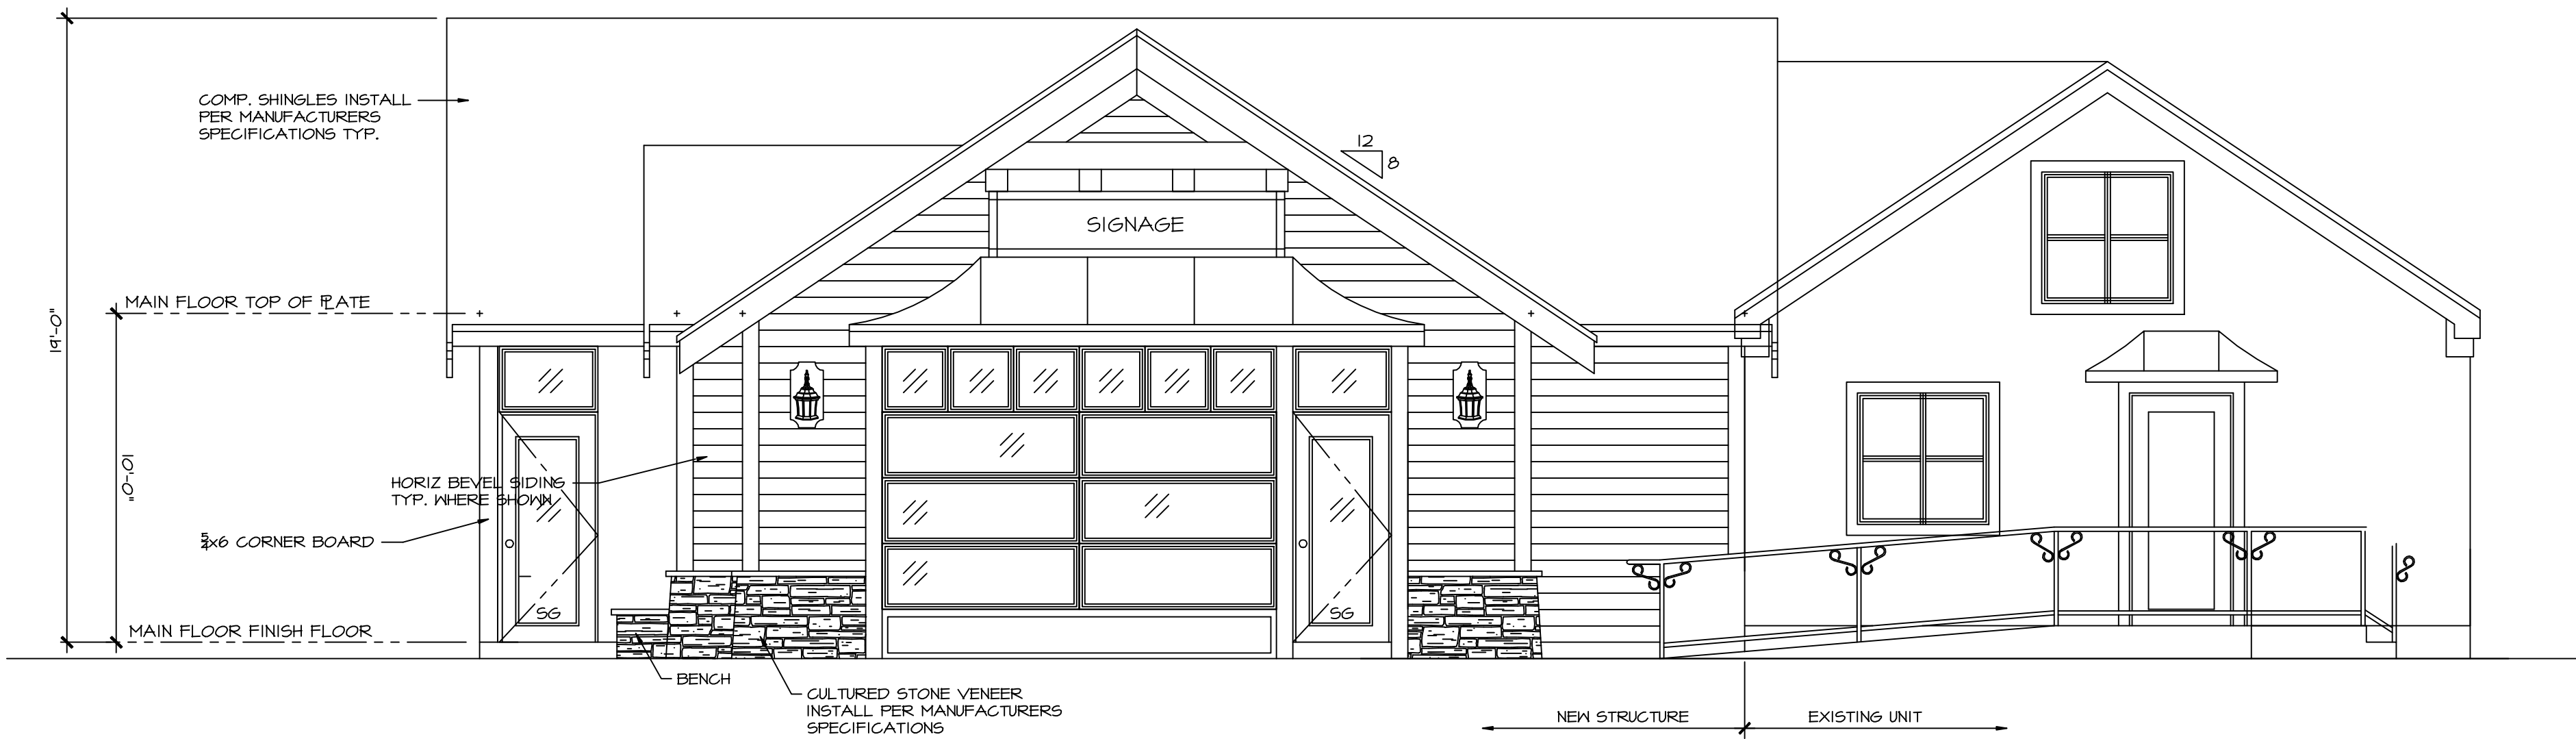 COMP. SHINGLES INSTALL
PER MANUFACTURERS
SPECIFICATIONS TYP.
12
8
SIGNAGE
MAIN FLOOR TOP OF PLATE
19'-0"
10'-0"
HORIZ BEVEL SIDING
TYP. WHERE SHOWN
5/4x6 CORNER BOARD
SG
SG
MAIN FLOOR FINISH FLOOR
BENCH
CULTURED STONE VENEER
INSTALL PER MANUFACTURERS
SPECIFICATIONS
NEW STRUCTURE
EXISTING UNIT